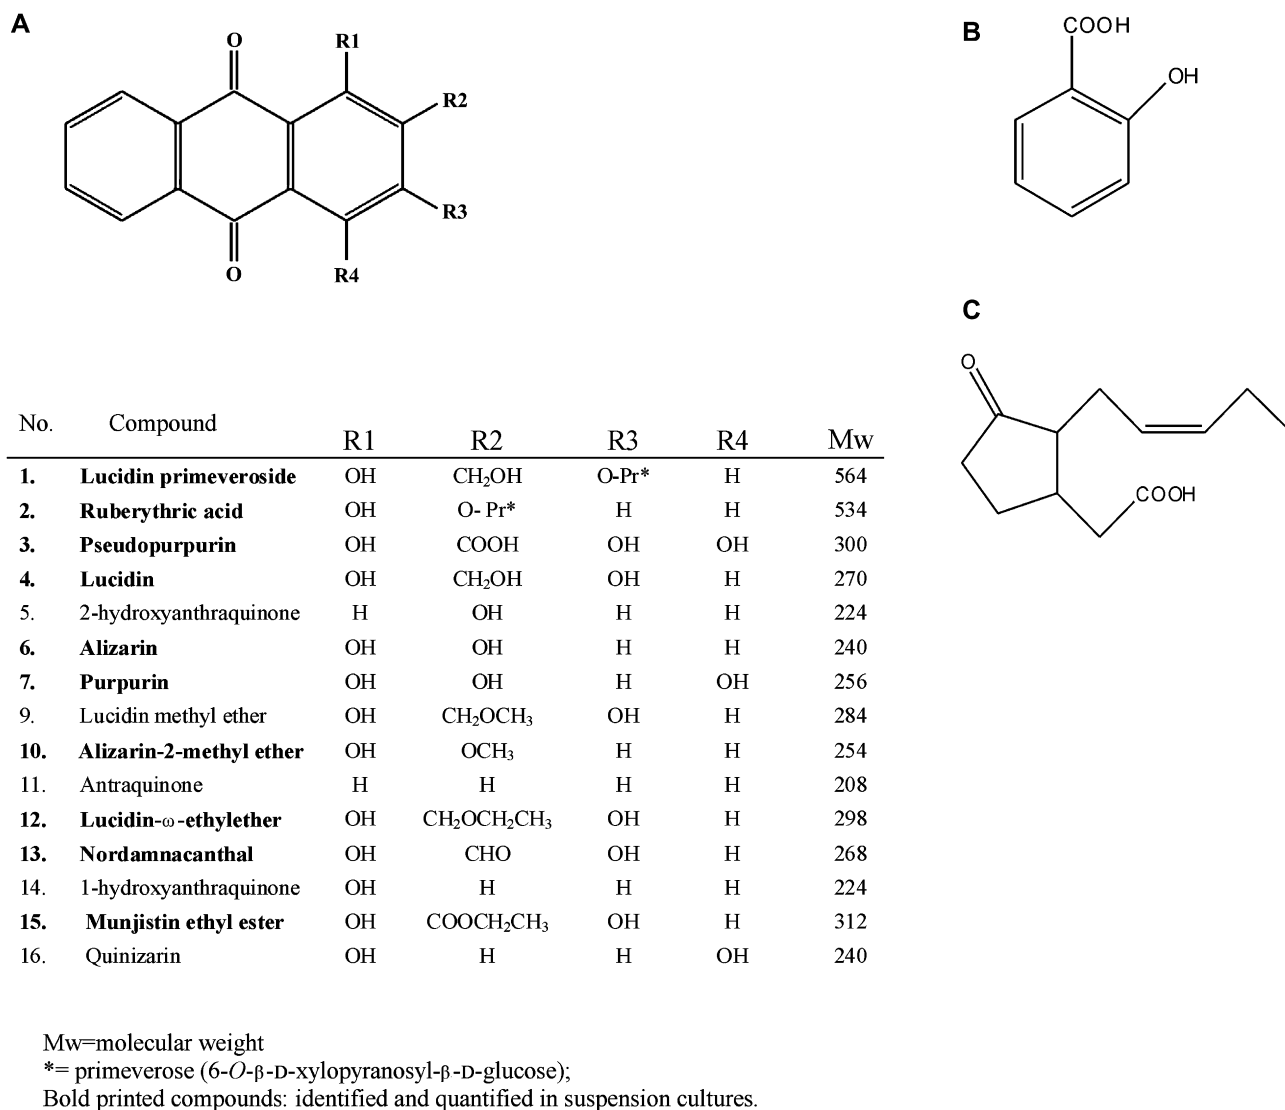 A
O
R1
R2
R3
R4
O
B
COOH
OH
C
O
COOH
No. Compound R1 R2 R3 R4 Mw
1. Lucidin primeveroside OH CH₂OH O-Pr* H 564
2. Ruberythric acid OH O- Pr* H H 534
3. Pseudopurpurin OH COOH OH OH 300
4. Lucidin OH CH₂OH OH H 270
5. 2-hydroxyanthraquinone H OH H H 224
6. Alizarin OH OH H H 240
7. Purpurin OH OH H OH 256
9. Lucidin methyl ether OH CH₂OCH₃ OH H 284
10. Alizarin-2-methyl ether OH OCH₃ H H 254
11. Antraquinone H H H H 208
12. Lucidin-ω-ethylether OH CH₂OCH₂CH₃ OH H 298
13. Nordamnacanthal OH CHO OH H 268
14. 1-hydroxyanthraquinone OH H H H 224
15. Munjistin ethyl ester OH COOCH₂CH₃ OH H 312
16. Quinizarin OH H H OH 240
Mw=molecular weight
*= primeverose (6-O-β-D-xylopyranosyl-β-D-glucose);
Bold printed compounds: identified and quantified in suspension cultures.